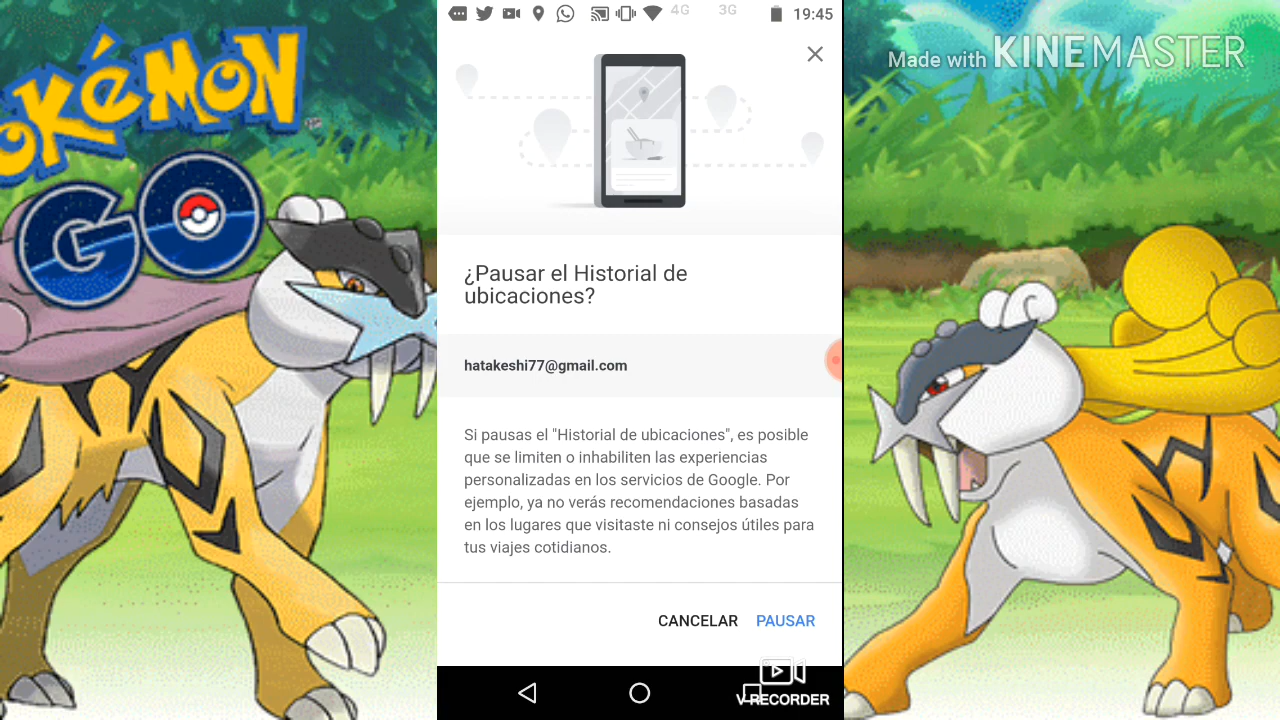 4G 3G 19:45
POKéMON
GO
Made with KINEMASTER
¿Pausar el Historial de
ubicaciones?
hatakeshi77@gmail.com
Si pausas el "Historial de ubicaciones", es posible
que se limiten o inhabiliten las experiencias
personalizadas en los servicios de Google. Por
ejemplo, ya no verás recomendaciones basadas
en los lugares que visitaste ni consejos útiles para
tus viajes cotidianos.
CANCELAR PAUSAR
V RECORDER